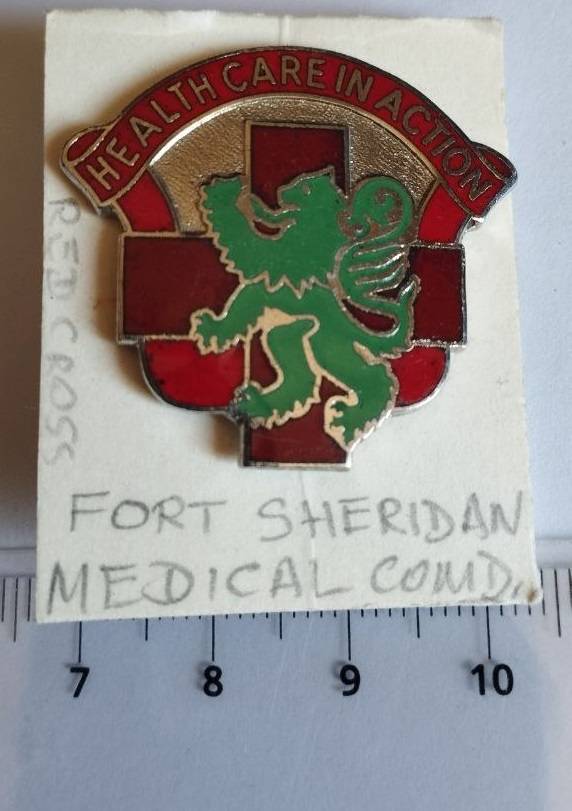 HEALTH CARE IN ACTION
RED CROSS
FORT SHERIDAN
MEDICAL COMD.
7 8 9 10